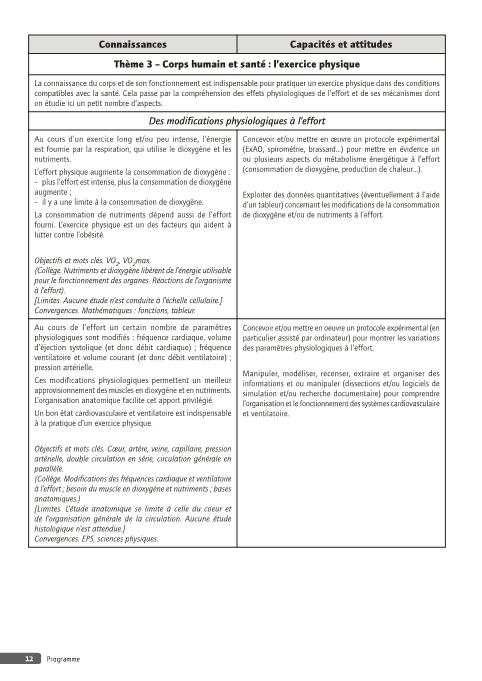 Connaissances
Capacités et attitudes
Thème 3 – Corps humain et santé : l'exercice physique
La connaissance du corps et de son fonctionnement est indispensable pour pratiquer un exercice physique dans des conditions
compatibles avec la santé. Cela passe par la compréhension des effets physiologiques de l'effort et de ses mécanismes dont
on étudie ici un petit nombre d'aspects.
Des modifications physiologiques à l'effort
Au cours d'un exercice long et/ou peu intense, l'énergie
est fournie par la respiration, qui utilise le dioxygène et les
nutriments.
L'effort physique augmente la consommation de dioxygène :
– plus l'effort est intense, plus la consommation de dioxygène
augmente ;
– il y a une limite à la consommation de dioxygène.
La consommation de nutriments dépend aussi de l'effort
fourni. L'exercice physique est un des facteurs qui aident à
lutter contre l'obésité.
Objectifs et mots clés. VO2, VO2max.
(Collège. Nutriments et dioxygène libèrent de l'énergie utilisable
pour le fonctionnement des organes. Réactions de l'organisme
à l'effort).
[Limites. Aucune étude n'est conduite à l'échelle cellulaire.]
Convergences. Mathématiques : fonctions, tableur.
Concevoir et/ou mettre en œuvre un protocole expérimental
(ExAO, spirométrie, brassard…) pour mettre en évidence un
ou plusieurs aspects du métabolisme énergétique à l'effort
(consommation de dioxygène, production de chaleur…).
Exploiter des données quantitatives (éventuellement à l'aide
d'un tableur) concernant les modifications de la consommation
de dioxygène et/ou de nutriments à l'effort.
Au cours de l'effort un certain nombre de paramètres
physiologiques sont modifiés : fréquence cardiaque, volume
d'éjection systolique (et donc débit cardiaque) ; fréquence
ventilatoire et volume courant (et donc débit ventilatoire) ;
pression artérielle.
Ces modifications physiologiques permettent un meilleur
approvisionnement des muscles en dioxygène et en nutriments.
L'organisation anatomique facilite cet apport privilégié.
Un bon état cardiovasculaire et ventilatoire est indispensable
à la pratique d'un exercice physique.
Objectifs et mots clés. Cœur, artère, veine, capillaire, pression
artérielle, double circulation en série, circulation générale en
parallèle.
(Collège. Modifications des fréquences cardiaque et ventilatoire
à l'effort ; besoin du muscle en dioxygène et nutriments ; bases
anatomiques.)
[Limites. L'étude anatomique se limite à celle du coeur et
de l'organisation générale de la circulation. Aucune étude
histologique n'est attendue.]
Convergences. EPS, sciences physiques.
Concevoir et/ou mettre en oeuvre un protocole expérimental (en
particulier assisté par ordinateur) pour montrer les variations
des paramètres physiologiques à l'effort.
Manipuler, modéliser, recenser, extraire et organiser des
informations et ou manipuler (dissections et/ou logiciels de
simulation et/ou recherche documentaire) pour comprendre
l'organisation et le fonctionnement des systèmes cardiovasculaire
et ventilatoire.
12 Programme